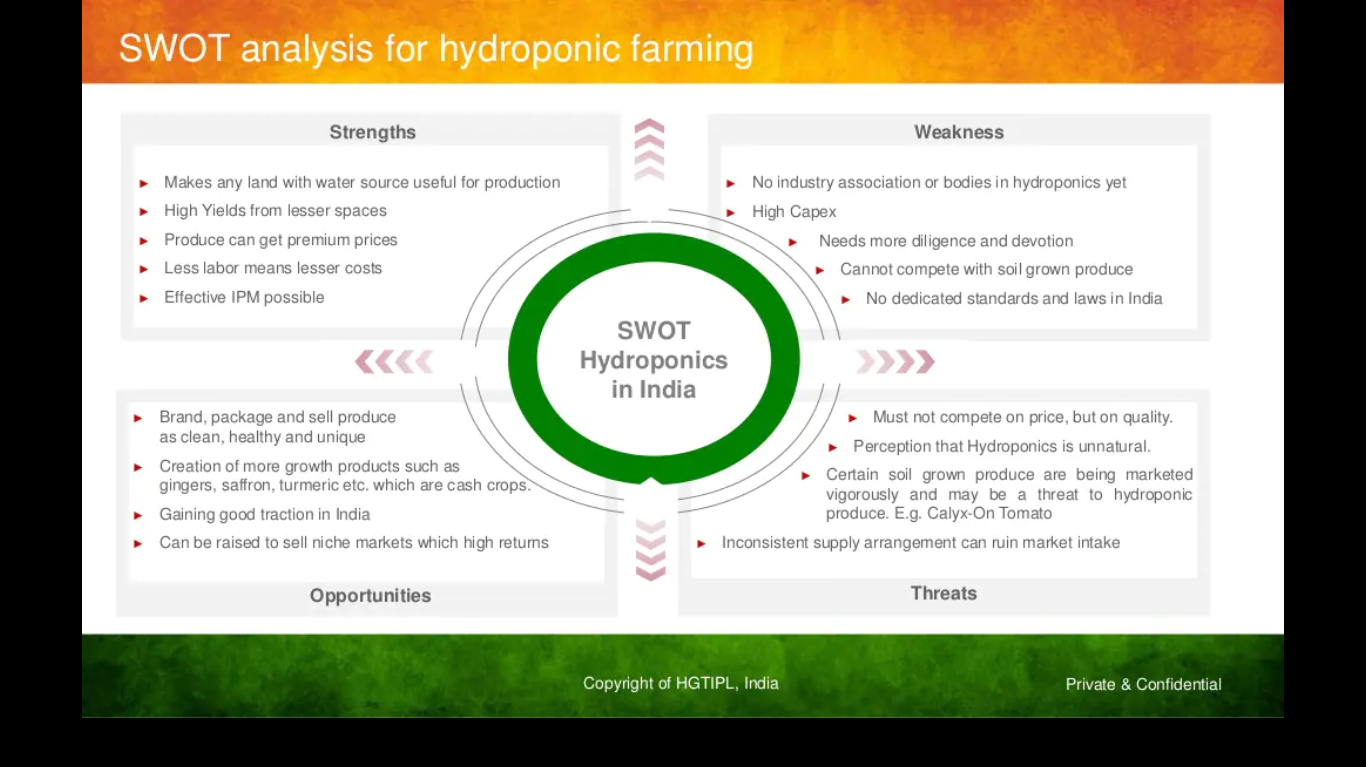 SWOT analysis for hydroponic farming
Strengths
Makes any land with water source useful for production
High Yields from lesser spaces
Produce can get premium prices
Less labor means lesser costs
Effective IPM possible
Weakness
No industry association or bodies in hydroponics yet
High Capex
Needs more diligence and devotion
Cannot compete with soil grown produce
No dedicated standards and laws in India
SWOT
Hydroponics
in India
Brand, package and sell produce
as clean, healthy and unique
Creation of more growth products such as
gingers, saffron, turmeric etc. which are cash crops.
Gaining good traction in India
Can be raised to sell niche markets which high returns
Opportunities
Must not compete on price, but on quality.
Perception that Hydroponics is unnatural.
Certain soil grown produce are being marketed
vigorously and may be a threat to hydroponic
produce. E.g. Calyx-On Tomato
Inconsistent supply arrangement can ruin market intake
Threats
Copyright of HGTIPL, India
Private & Confidential